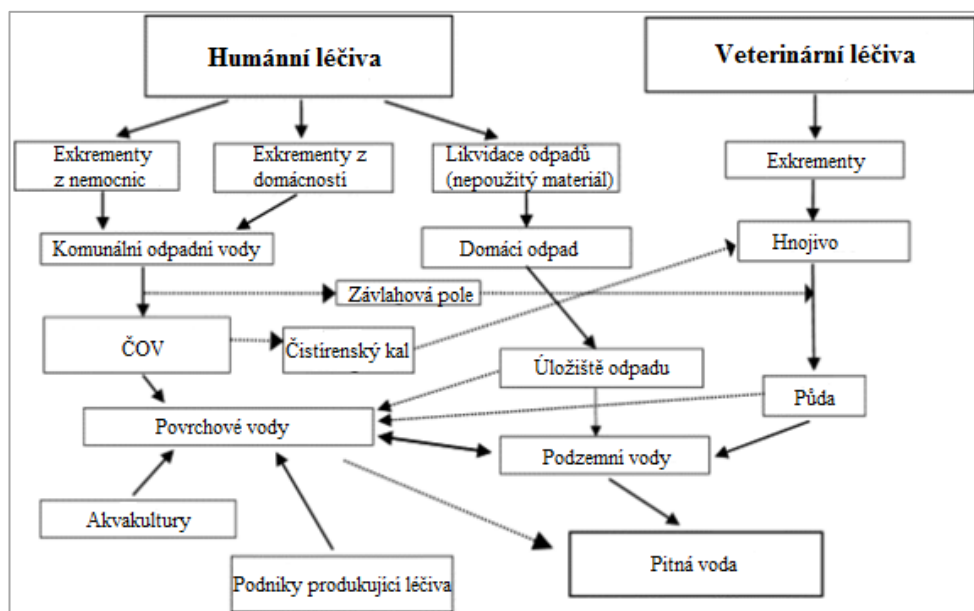 Humánní léčiva
Veterinární léčiva
Exkrementy
z nemocnic
Exkrementy z
domácností
Likvidace odpadů
(nepoužitý materiál)
Exkrementy
Komunální odpadní vody
Domácí odpad
Hnojivo
Závlahová pole
ČOV
Čistírenský kal
Úložiště odpadu
Půda
Povrchové vody
Podzemní vody
Akvakultury
Podniky produkující léčiva
Pitná voda